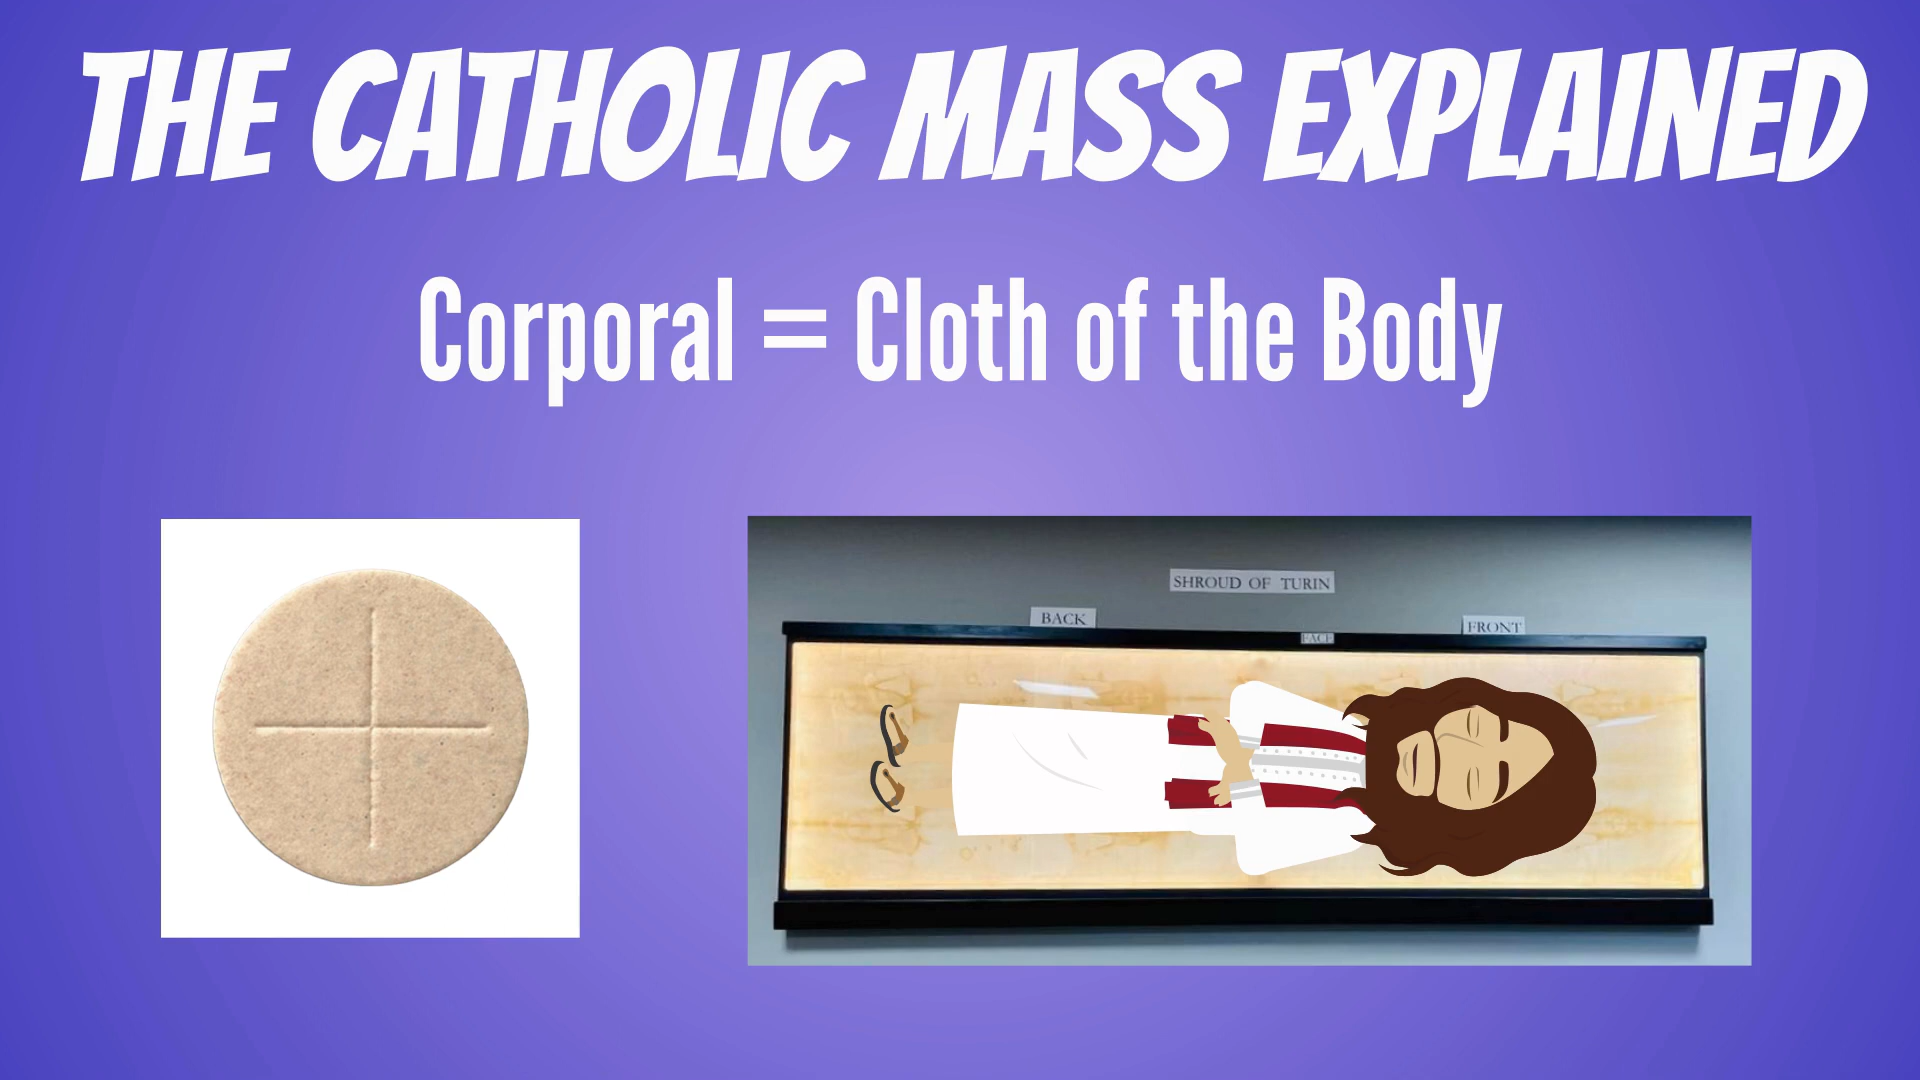 THE CATHOLIC MASS EXPLAINED
Corporal = Cloth of the Body
SHROUD OF TURIN
BACK
FACE
FRONT